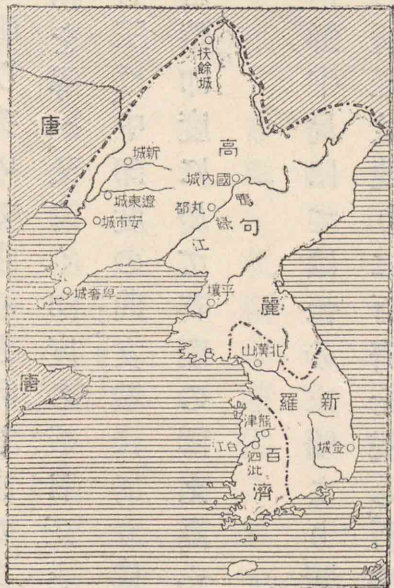 扶餘城
唐
高句麗
新城
國內城
丸都
鴨綠江
遼東城
安市城
卑奢城
平壤
唐
北漢山
新羅
熊津
白江
泗沘
百濟
金城